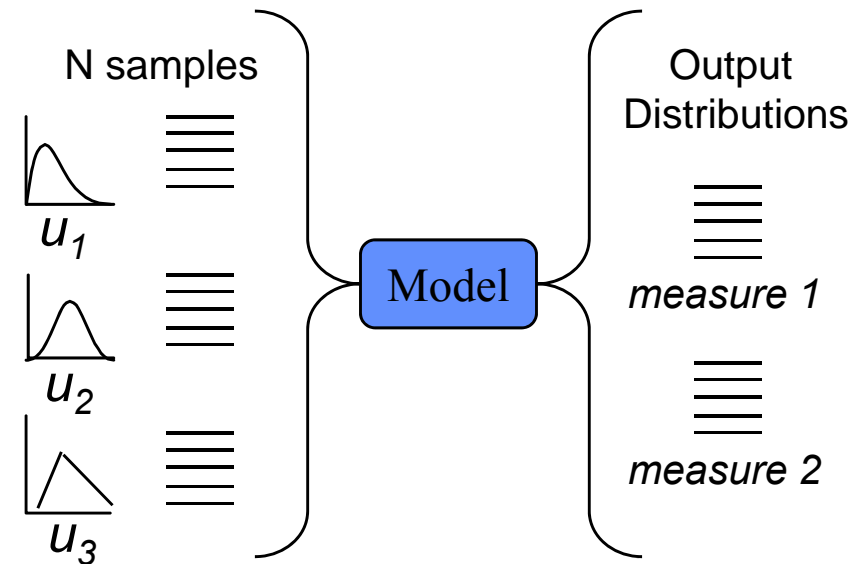 N samples
u1
u2
u3
Model
Output
Distributions
measure 1
measure 2